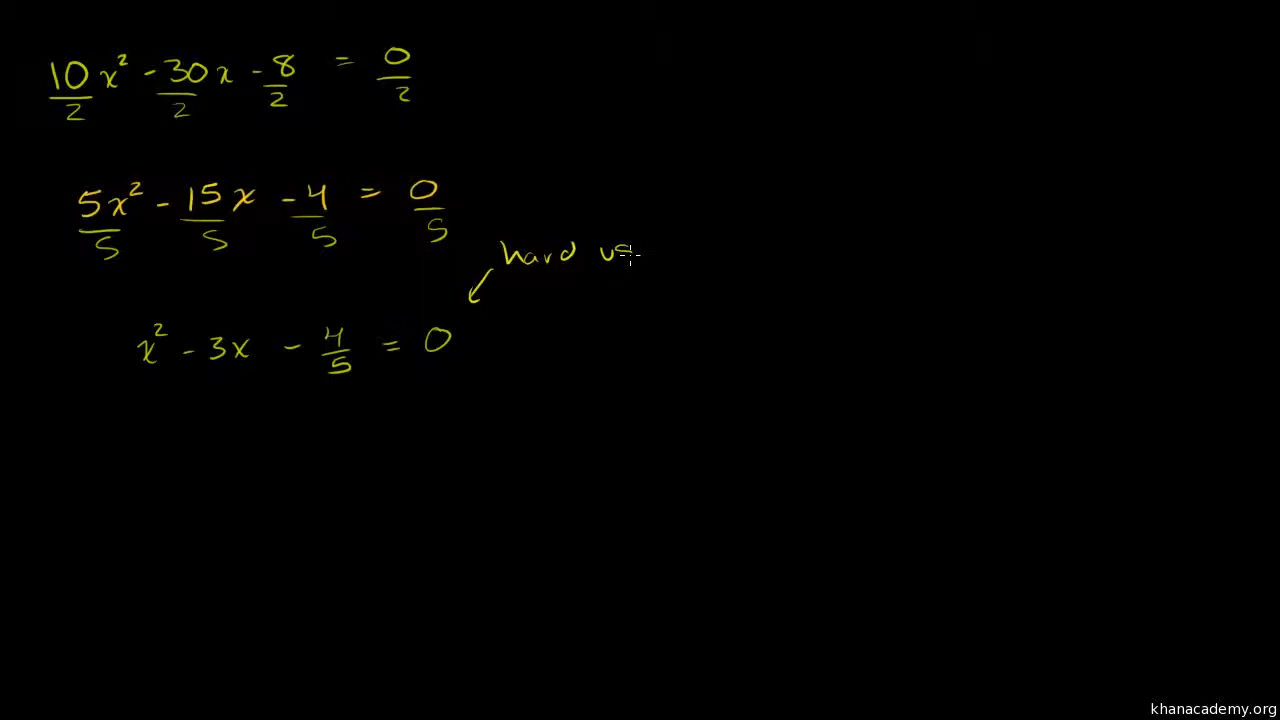 10x² - 30x - 8 = 0
2 2 2 2
5x² - 15x - 4 = 0
5 5 5 5
hard us
x² - 3x - 4/5 = 0
khanacademy.org